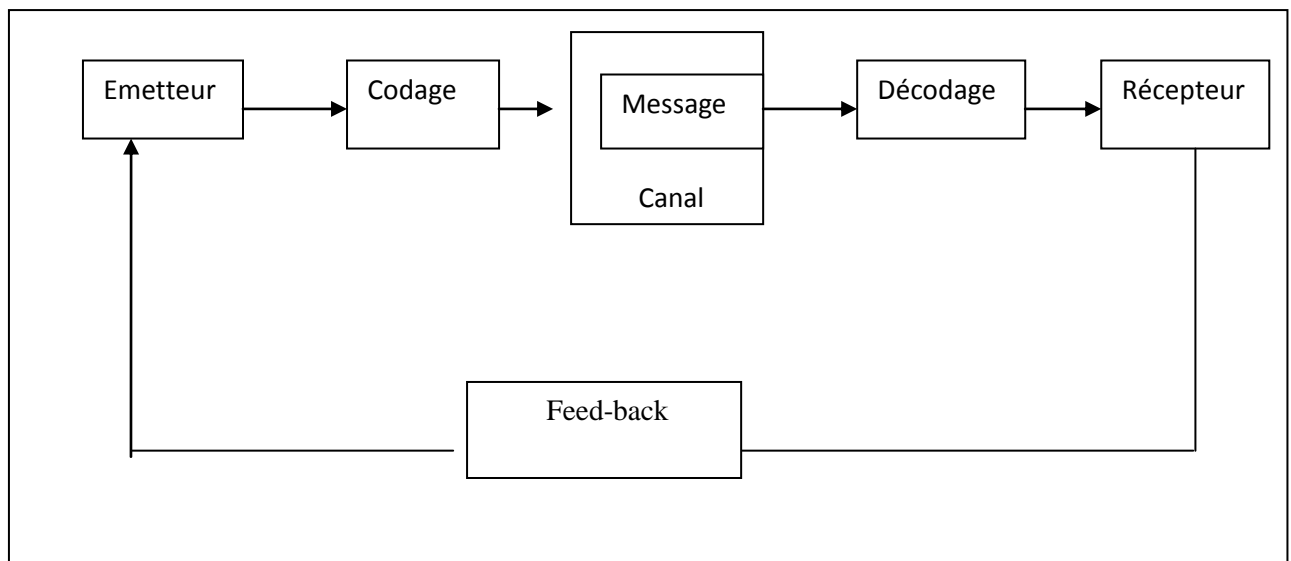 Emetteur
Codage
Message
Canal
Décodage
Récepteur
Feed-back